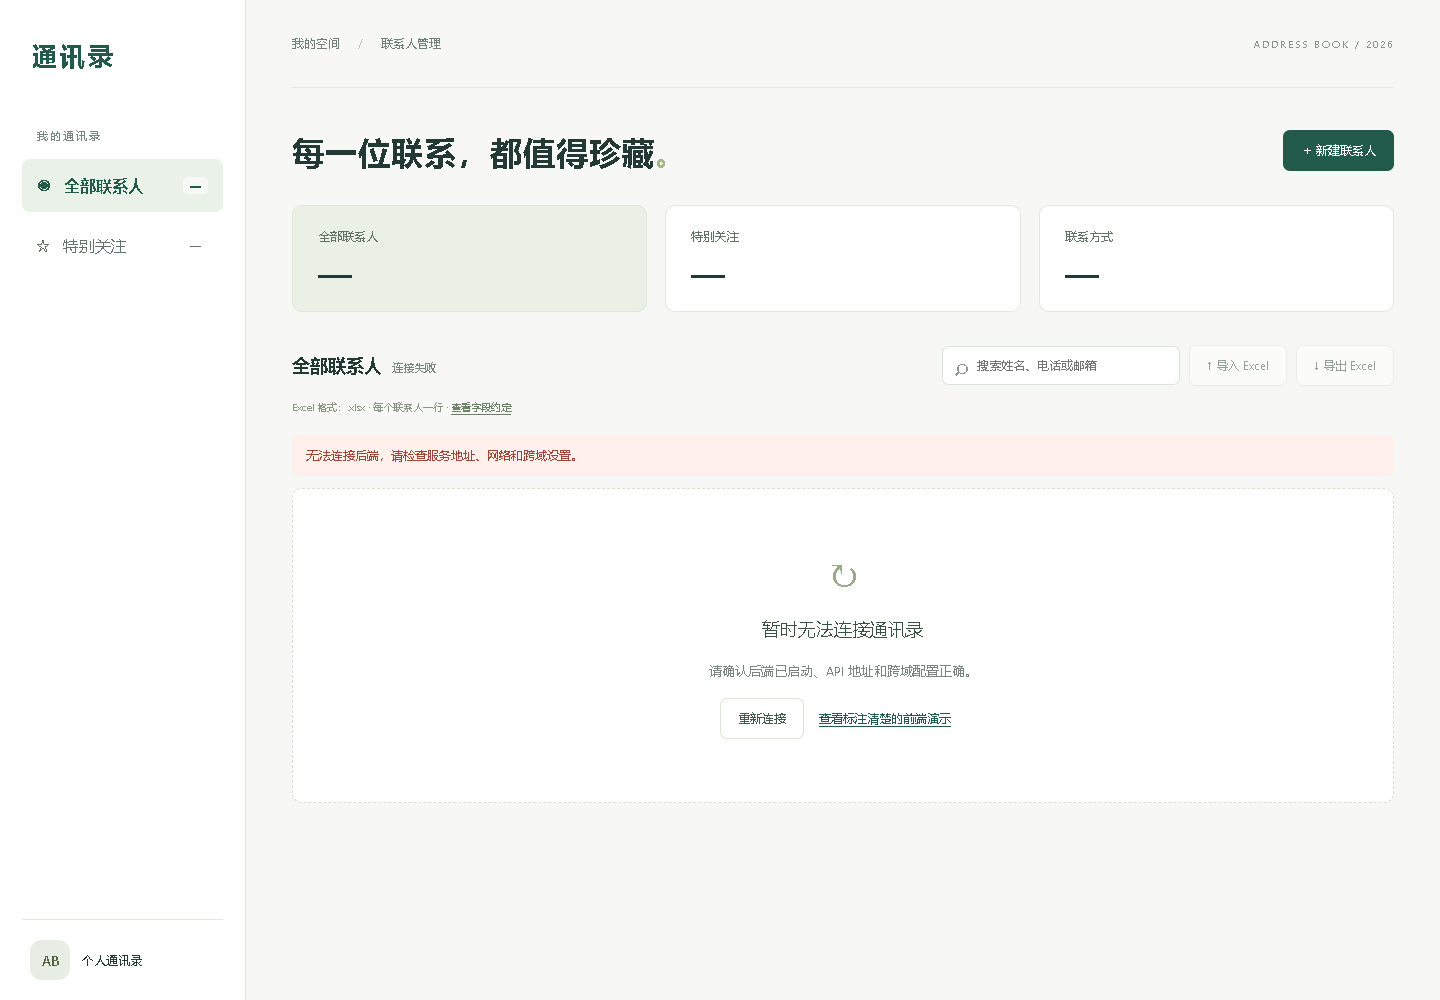 通讯录
我的通讯录
全部联系人 —
特别关注 —
AB 个人通讯录
我的空间 / 联系人管理
ADDRESS BOOK / 2026
每一位联系，都值得珍藏。
+ 新建联系人
全部联系人
—
特别关注
—
联系方式
—
全部联系人 连接失败
搜索姓名、电话或邮箱
↑ 导入 Excel
↓ 导出 Excel
Excel 格式：.xlsx · 每个联系人一行 · 查看字段约定
无法连接后端，请检查服务地址、网络和跨域设置。
暂时无法连接通讯录
请确认后端已启动、API 地址和跨域配置正确。
重新连接 查看标注清楚的前端演示